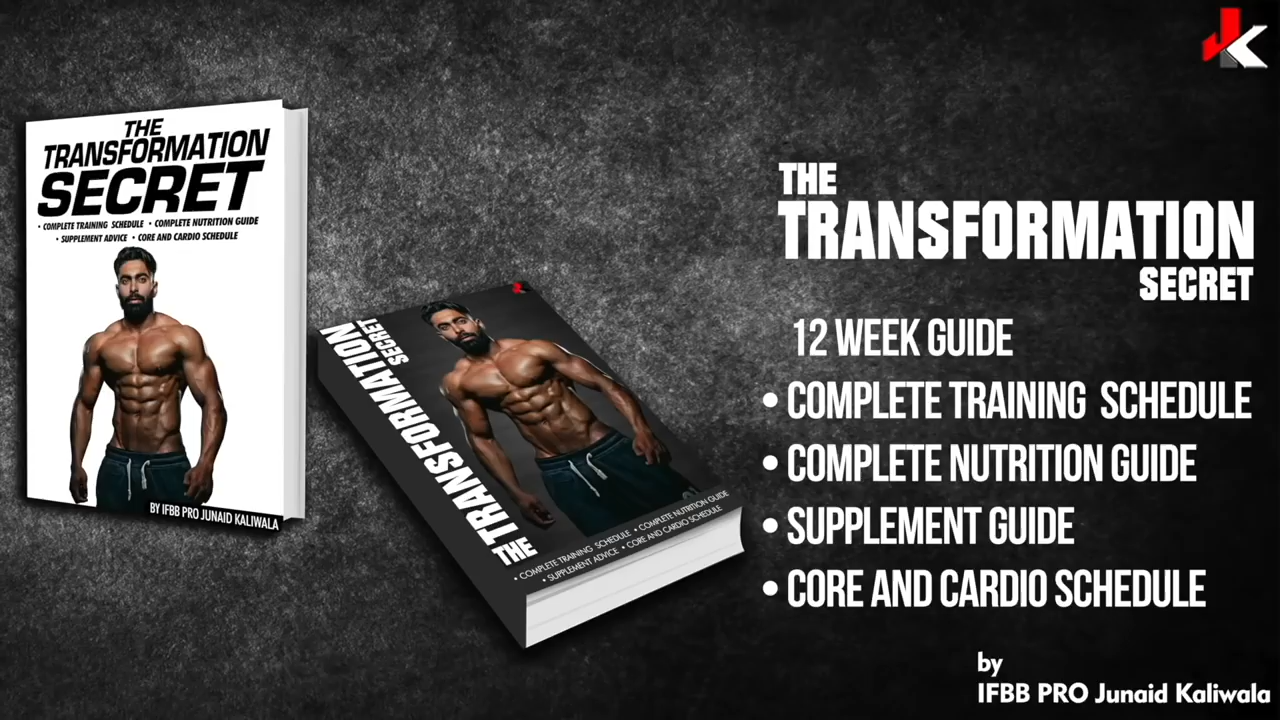 THE
TRANSFORMATION
SECRET
• COMPLETE TRAINING SCHEDULE • COMPLETE NUTRITION GUIDE
• SUPPLEMENT ADVICE • CORE AND CARDIO SCHEDULE
BY IFBB PRO JUNAID KALIWALA
THE
TRANSFORMATION
SECRET
• COMPLETE TRAINING SCHEDULE • COMPLETE NUTRITION GUIDE
• SUPPLEMENT ADVICE • CORE AND CARDIO SCHEDULE
JK
THE
TRANSFORMATION
SECRET
12 WEEK GUIDE
• COMPLETE TRAINING SCHEDULE
• COMPLETE NUTRITION GUIDE
• SUPPLEMENT GUIDE
• CORE AND CARDIO SCHEDULE
by
IFBB PRO Junaid Kaliwala